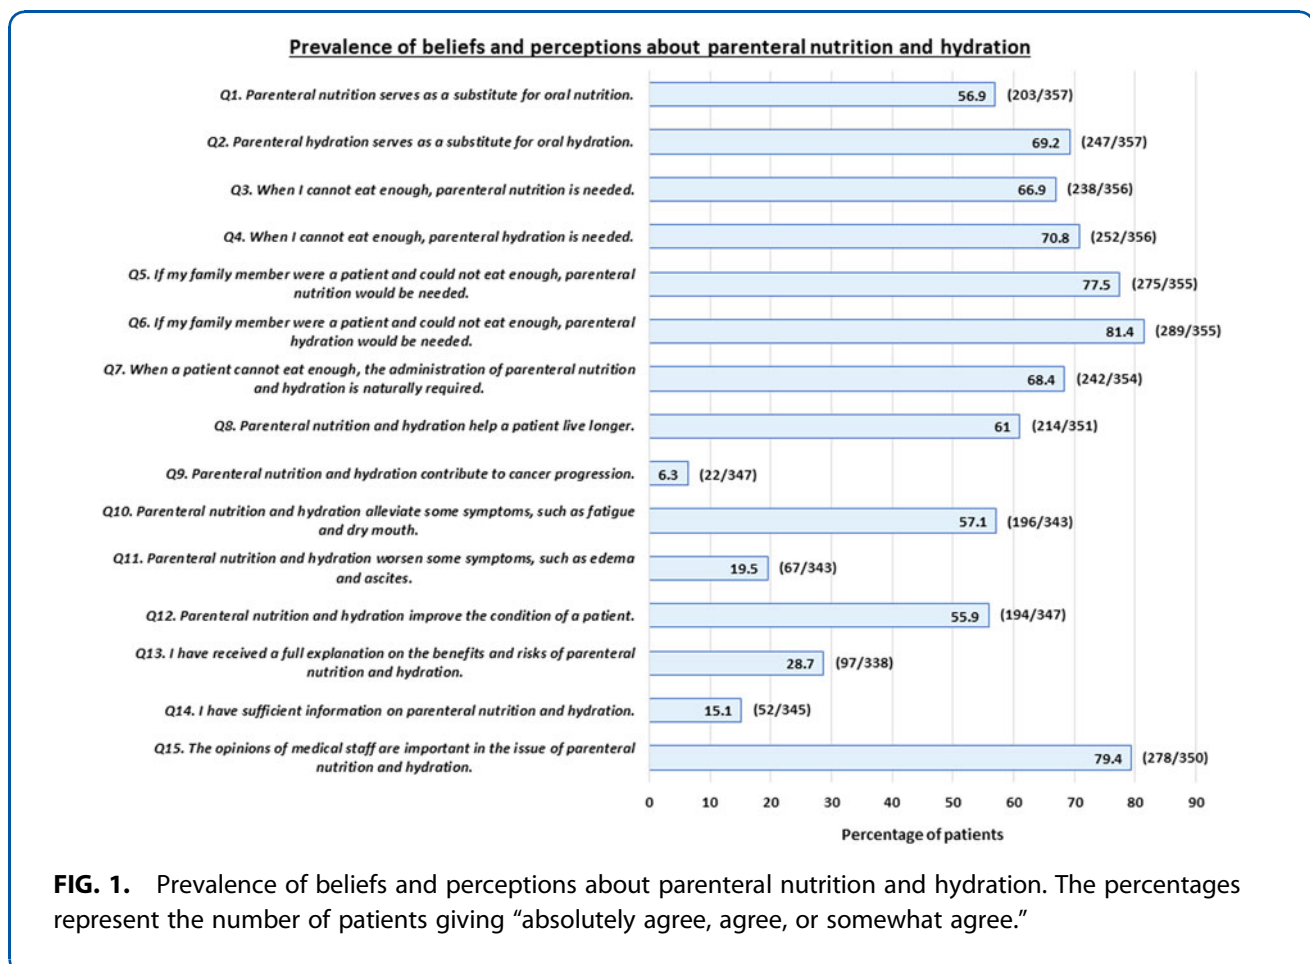 Prevalence of beliefs and perceptions about parenteral nutrition and hydration
Q1. Parenteral nutrition serves as a substitute for oral nutrition.
56.9 (203/357)
Q2. Parenteral hydration serves as a substitute for oral hydration.
69.2 (247/357)
Q3. When I cannot eat enough, parenteral nutrition is needed.
66.9 (238/356)
Q4. When I cannot eat enough, parenteral hydration is needed.
70.8 (252/356)
Q5. If my family member were a patient and could not eat enough, parenteral
nutrition would be needed.
77.5 (275/355)
Q6. If my family member were a patient and could not eat enough, parenteral
hydration would be needed.
81.4 (289/355)
Q7. When a patient cannot eat enough, the administration of parenteral nutrition
and hydration is naturally required.
68.4 (242/354)
Q8. Parenteral nutrition and hydration help a patient live longer.
61 (214/351)
Q9. Parenteral nutrition and hydration contribute to cancer progression.
6.3 (22/347)
Q10. Parenteral nutrition and hydration alleviate some symptoms, such as fatigue
and dry mouth.
57.1 (196/343)
Q11. Parenteral nutrition and hydration worsen some symptoms, such as edema
and ascites.
19.5 (67/343)
Q12. Parenteral nutrition and hydration improve the condition of a patient.
55.9 (194/347)
Q13. I have received a full explanation on the benefits and risks of parenteral
nutrition and hydration.
28.7 (97/338)
Q14. I have sufficient information on parenteral nutrition and hydration.
15.1 (52/345)
Q15. The opinions of medical staff are important in the issue of parenteral
nutrition and hydration.
79.4 (278/350)
0 10 20 30 40 50 60 70 80 90
Percentage of patients
FIG. 1. Prevalence of beliefs and perceptions about parenteral nutrition and hydration. The percentages
represent the number of patients giving “absolutely agree, agree, or somewhat agree.”